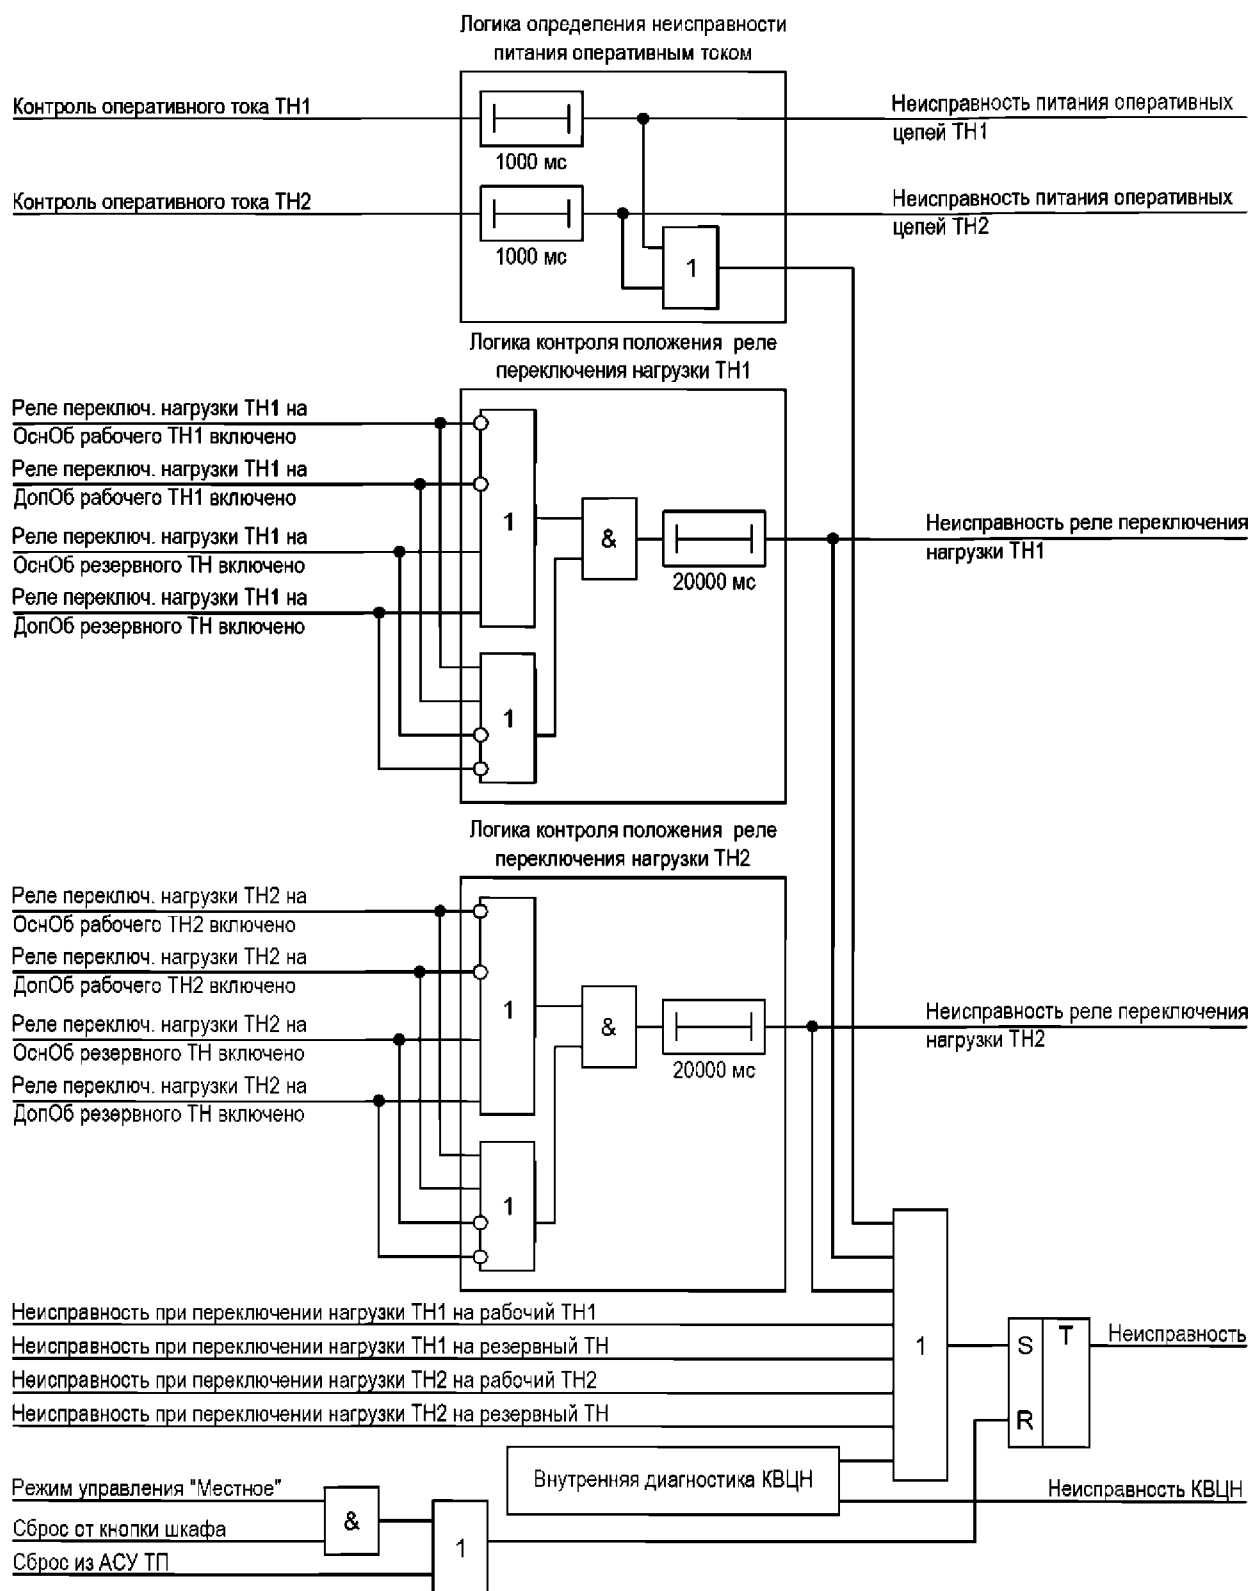 Логика определения неисправности
питания оперативным током
Контроль оперативного тока ТН1
1000 мс
Неисправность питания оперативных
цепей ТН1
Контроль оперативного тока ТН2
1000 мс
Неисправность питания оперативных
цепей ТН2
1
Логика контроля положения реле
переключения нагрузки ТН1
Реле переключ. нагрузки ТН1 на
ОснОб рабочего ТН1 включено
Реле переключ. нагрузки ТН1 на
ДопОб рабочего ТН1 включено
Реле переключ. нагрузки ТН1 на
ОснОб резервного ТН включено
Реле переключ. нагрузки ТН1 на
ДопОб резервного ТН включено
1
&
20000 мс
1
Неисправность реле переключения
нагрузки ТН1
Логика контроля положения реле
переключения нагрузки ТН2
Реле переключ. нагрузки ТН2 на
ОснОб рабочего ТН2 включено
Реле переключ. нагрузки ТН2 на
ДопОб рабочего ТН2 включено
Реле переключ. нагрузки ТН2 на
ОснОб резервного ТН включено
Реле переключ. нагрузки ТН2 на
ДопОб резервного ТН включено
1
&
20000 мс
1
Неисправность реле переключения
нагрузки ТН2
Неисправность при переключении нагрузки ТН1 на рабочий ТН1
Неисправность при переключении нагрузки ТН1 на резервный ТН
Неисправность при переключении нагрузки ТН2 на рабочий ТН2
Неисправность при переключении нагрузки ТН2 на резервный ТН
1
S
T
R
Неисправность
Внутренняя диагностика КВЦН
Неисправность КВЦН
Режим управления "Местное"
Сброс от кнопки шкафа
Сброс из АСУ ТП
&
1